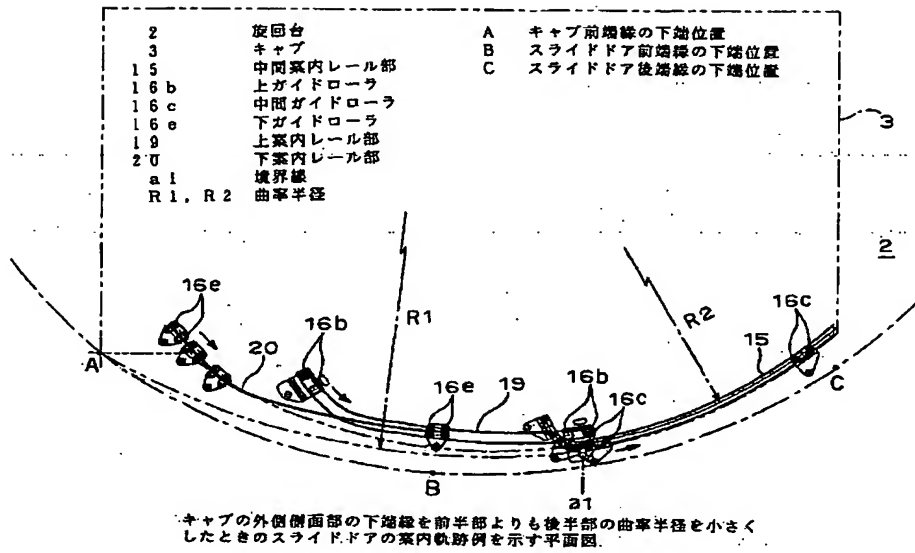 2 旋回台
3 キャブ
15 中間案内レール部
16b 上ガイドローラ
16c 中間ガイドローラ
16e 下ガイドローラ
19 上案内レール部
20 下案内レール部
a1 境界線
R1, R2 曲率半径
A キャブ前端縁の下端位置
B スライドドア前端縁の下端位置
C スライドドア後端縁の下端位置
3
2
16e
16b
R1
R2
16c
15
A
20
16e
19
16b
16c
C
B
a1
キャブの外側側面部の下端縁を前半部よりも後半部の曲率半径を小さく
したときのスライドドアの案内軌跡例を示す平面図.